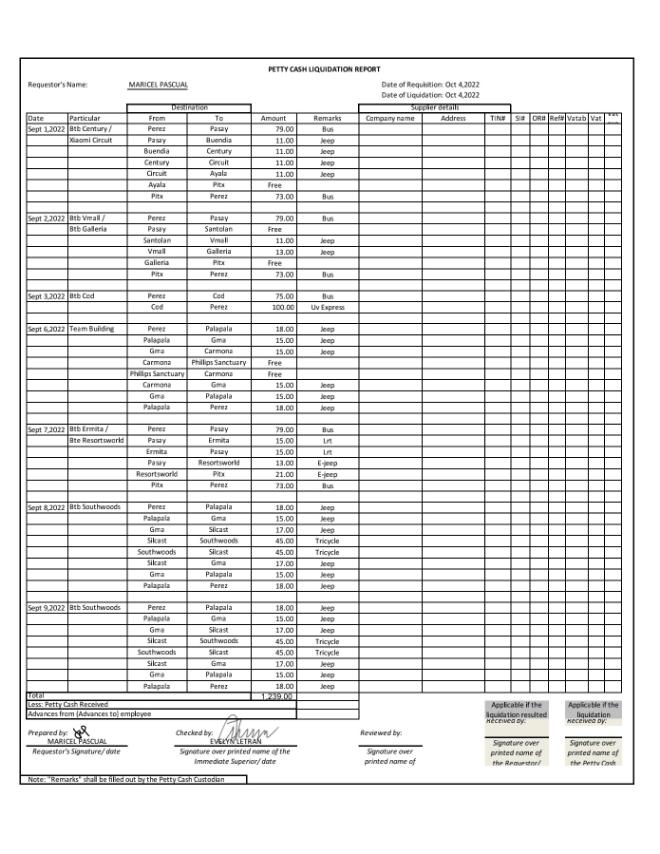 PETTY CASH LIQUIDATION REPORT
Requestor's Name: MARICEL PASCUAL Date of Requisition: Oct 4,2022
Date of Liquidation: Oct 4,2022
Destination Supplier details
Date Particular From To Amount Remarks Company name Address TIN# SI# OR# Ref# Vatab Vat
Sept 1,2022 Btb Century / Perez Pasay 79.00 Bus
Xiaomi Circuit Pasay Buendia 11.00 Jeep
Buendia Century 11.00 Jeep
Century Circuit 11.00 Jeep
Circuit Ayala 11.00 Jeep
Ayala Pitx Free
Pitx Perez 73.00 Bus
Sept 2,2022 Btb Vmall / Perez Pasay 79.00 Bus
Btb Galleria Pasay Santolan Free
Santolan Vmall 11.00 Jeep
Vmall Galleria 13.00 Jeep
Galleria Pitx Free
Pitx Perez 73.00 Bus
Sept 3,2022 Btb Cod Perez Cod 75.00 Bus
Cod Perez 100.00 Uv Express
Sept 6,2022 Team Building Perez Palapala 18.00 Jeep
Palapala Gma 15.00 Jeep
Gma Carmona 15.00 Jeep
Carmona Phillips Sanctuary Free
Phillips Sanctuary Carmona Free
Carmona Gma 15.00 Jeep
Gma Palapala 15.00 Jeep
Palapala Perez 18.00 Jeep
Sept 7,2022 Btb Ermita / Perez Pasay 79.00 Bus
Bte Resortsworld Pasay Ermita 15.00 Lrt
Ermita Pasay 15.00 Lrt
Pasay Resortsworld 13.00 E-jeep
Resortsworld Pitx 21.00 E-jeep
Pitx Perez 73.00 Bus
Sept 8,2022 Btb Southwoods Perez Palapala 18.00 Jeep
Palapala Gma 15.00 Jeep
Gma Silcast 17.00 Jeep
Silcast Southwoods 45.00 Tricycle
Southwoods Silcast 45.00 Tricycle
Silcast Gma 17.00 Jeep
Gma Palapala 15.00 Jeep
Palapala Perez 18.00 Jeep
Sept 9,2022 Btb Southwoods Perez Palapala 18.00 Jeep
Palapala Gma 15.00 Jeep
Gma Silcast 17.00 Jeep
Silcast Southwoods 45.00 Tricycle
Southwoods Silcast 45.00 Tricycle
Silcast Gma 17.00 Jeep
Gma Palapala 15.00 Jeep
Palapala Perez 18.00 Jeep
Total 1,239.00
Less: Petty Cash Received Applicable if the Applicable if the
Advances from (Advances to) employee liquidation resulted liquidation
Received by: Received by:
Prepared by: Checked by: Reviewed by:
MARICEL PASCUAL EVELYN LETRAN
Requestor's Signature/ date Signature over printed name of the Signature over Signature over Signature over
Immediate Superior/ date printed name of printed name of printed name of
the Requestor/ the Petty Cash
Note: "Remarks" shall be filled out by the Petty Cash Custodian